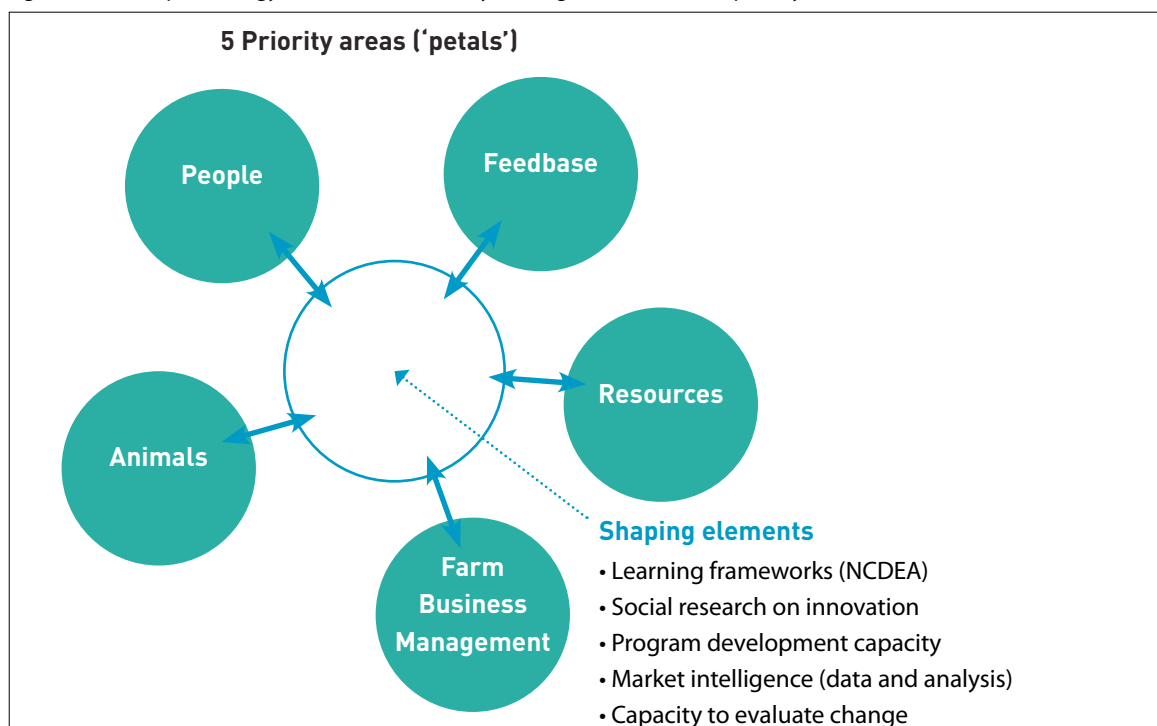 5 Priority areas (‘petals’)
People
Feedbase
Resources
Animals
Farm
Business
Management
Shaping elements
• Learning frameworks (NCDEA)
• Social research on innovation
• Program development capacity
• Market intelligence (data and analysis)
• Capacity to evaluate change